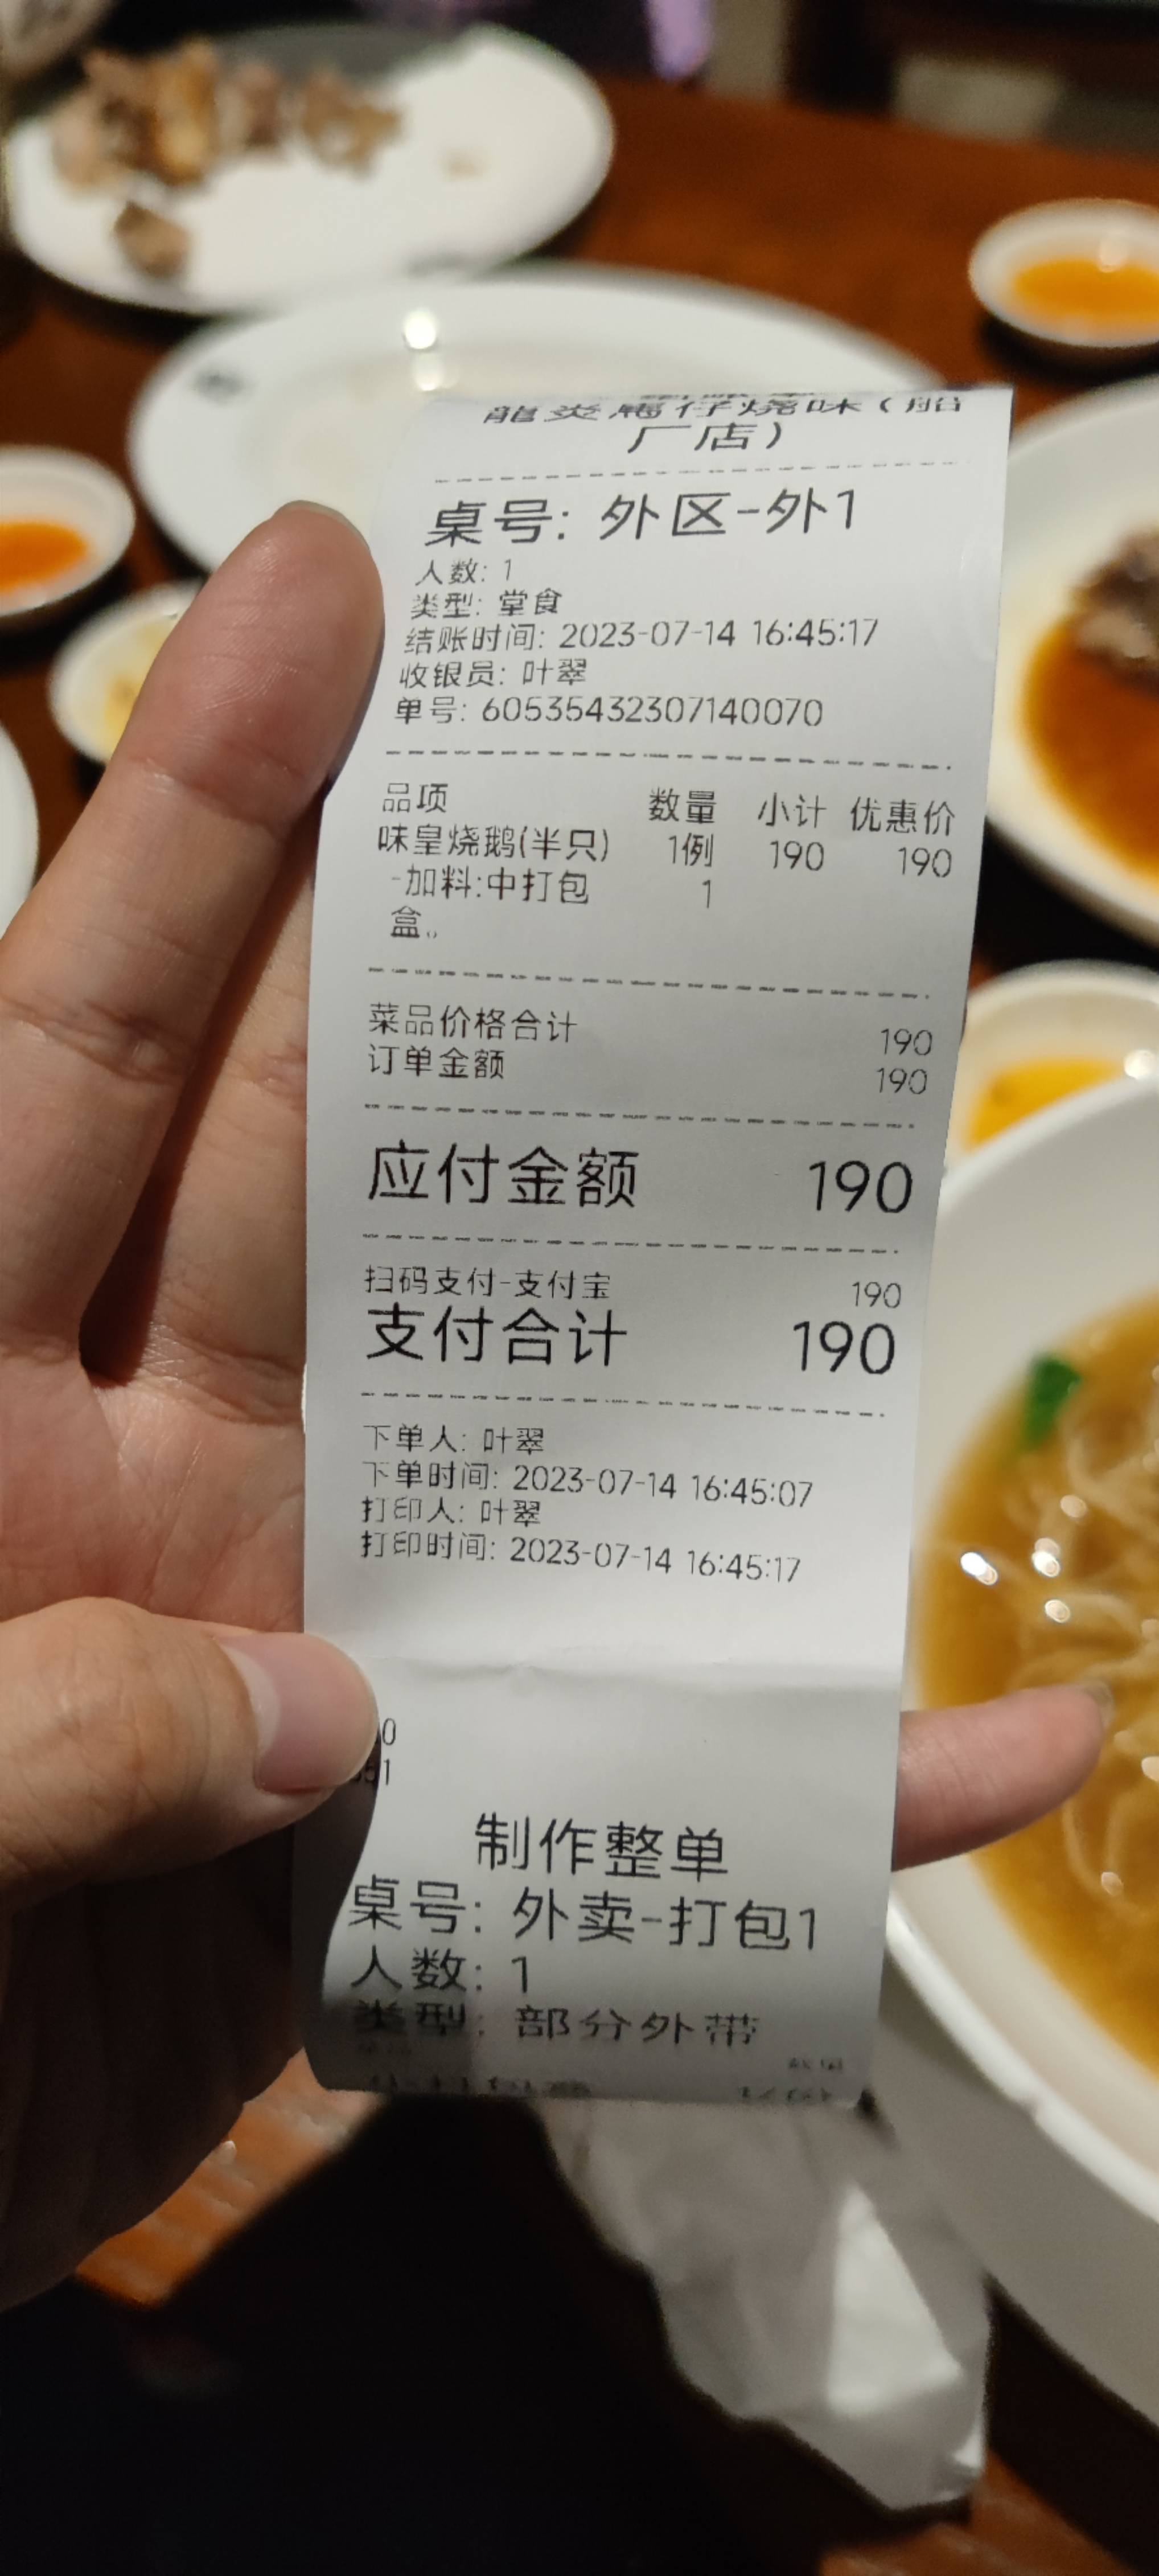 龍炎馬仔烧味(船
厂店)
桌号: 外区-外1
人数: 1
类型: 堂食
结账时间: 2023-07-14 16:45:17
收银员: 叶翠
单号: 60535432307140070
品项 数量 小计 优惠价
味皇烧鹅(半只) 1例 190 190
-加料:中打包 1
盒。
菜品价格合计 190
订单金额 190
应付金额 190
扫码支付-支付宝 190
支付合计 190
下单人: 叶翠
下单时间: 2023-07-14 16:45:07
打印人: 叶翠
打印时间: 2023-07-14 16:45:17
制作整单
桌号: 外卖-打包1
人数: 1
类型: 部分外带